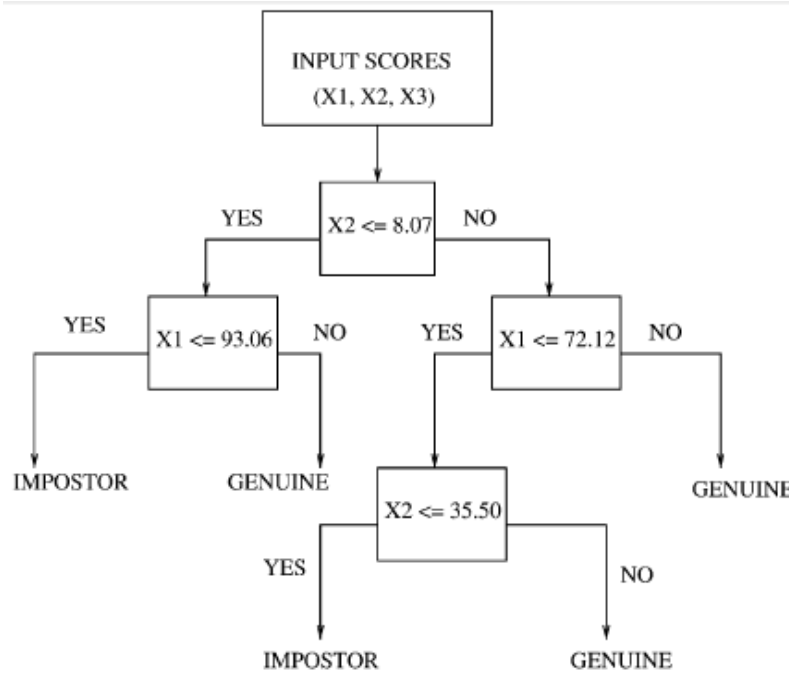 INPUT SCORES
(X1, X2, X3)
YES
X2 <= 8.07
NO
YES
X1 <= 93.06
NO
YES
X1 <= 72.12
NO
IMPOSTOR
GENUINE
X2 <= 35.50
GENUINE
YES
NO
IMPOSTOR
GENUINE